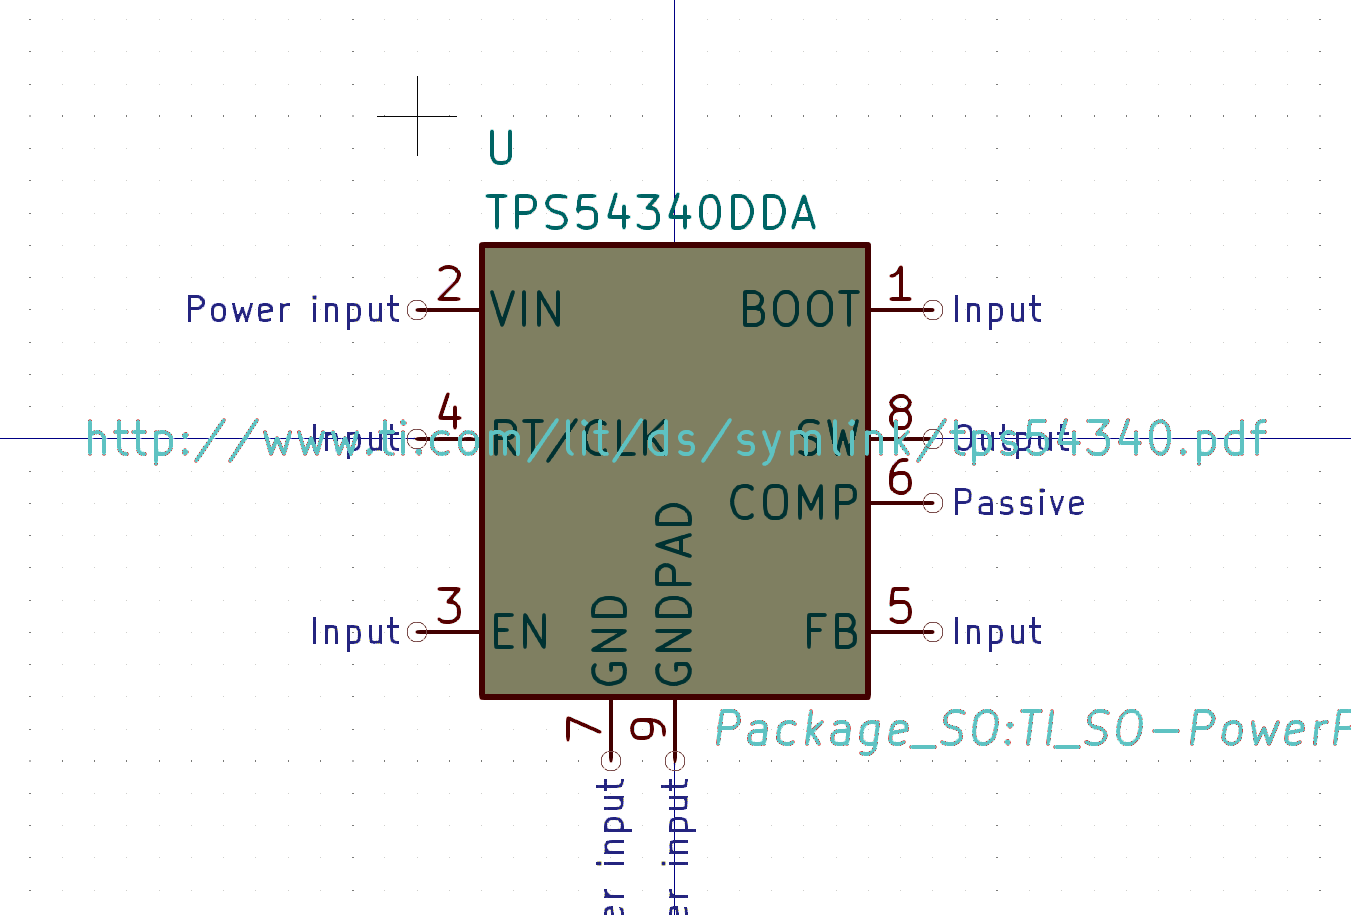 U
TPS54340DDA
2
1
Power input
VIN
BOOT
Input
4
8
Input
RT/CLK
SW
Output
http://www.ti.com/lit/ds/symlink/tps54340.pdf
6
COMP
Passive
3
5
Input
EN
GND
GNDPAD
FB
Input
7
9
Package_SO:TI_SO-PowerP
er input
er input